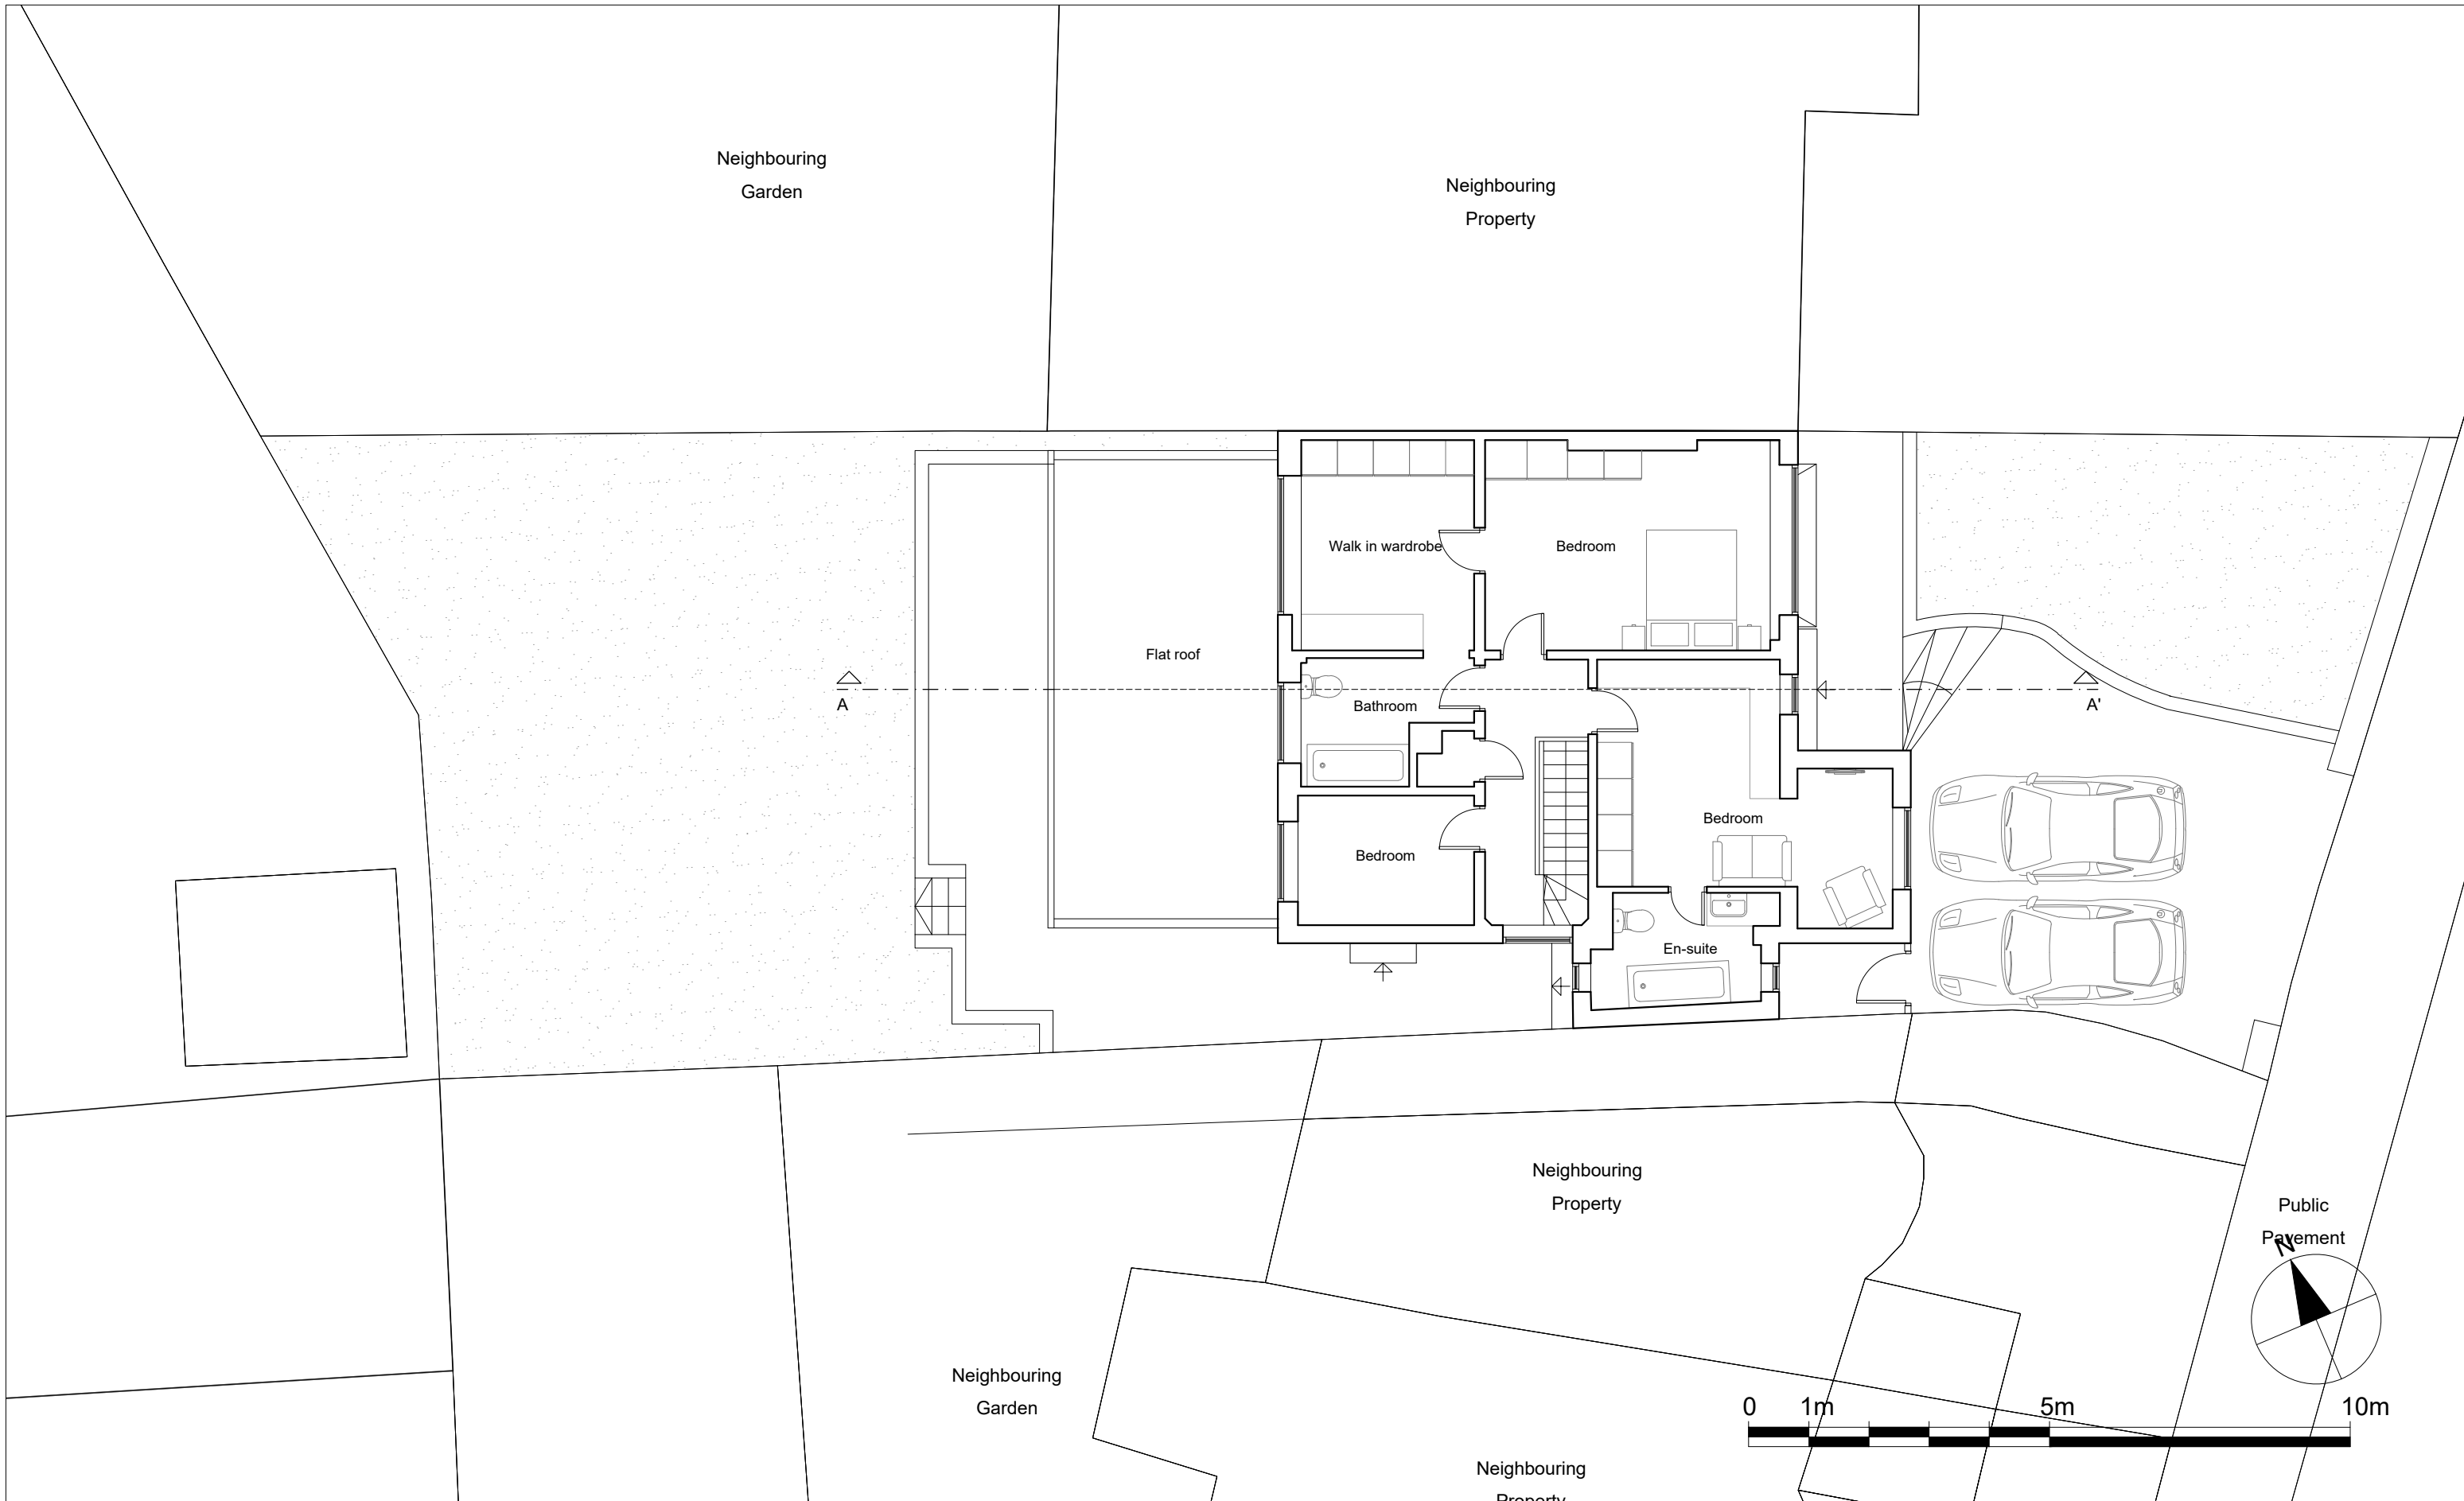 Neighbouring
Garden
Neighbouring
Property
Walk in wardrobe
Bedroom
Flat roof
A
Bathroom
A'
Bedroom
Bedroom
En-suite
Neighbouring
Property
Public
Pavement
N
Neighbouring
Garden
0 1m 5m 10m
Neighbouring
Property